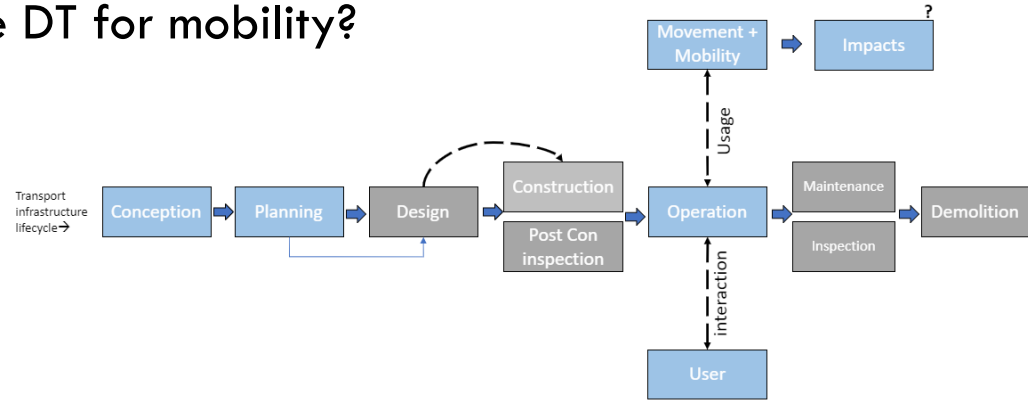 e DT for mobility?
?
Movement +
Mobility
Impacts
Usage
Transport
infrastructure
lifecycle→
Conception
Planning
Design
Construction
Post Con
inspection
Operation
Maintenance
Inspection
Demolition
interaction
User